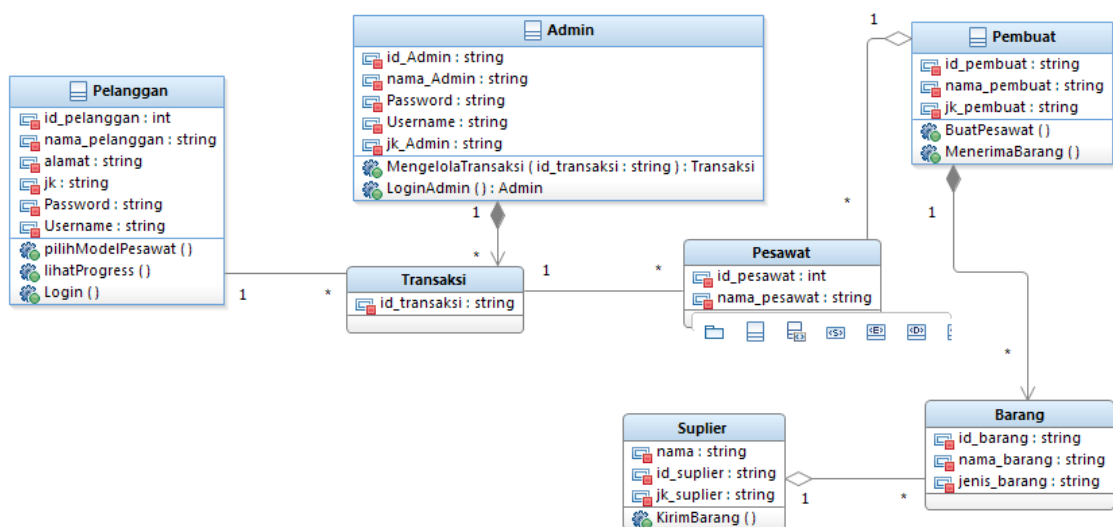 Pelanggan
id_pelanggan : int
nama_pelanggan : string
alamat : string
jk : string
Password : string
Username : string
pilihModelPesawat ( )
lihatProgress ( )
Login ( )
Admin
id_Admin : string
nama_Admin : string
Password : string
Username : string
jk_Admin : string
MengelolaTransaksi ( id_transaksi : string ) : Transaksi
LoginAdmin ( ) : Admin
1
*
Transaksi
id_transaksi : string
1
*
1
*
Pesawat
id_pesawat : int
nama_pesawat : string
<S>
<E>
<D>
1
*
Pembuat
id_pembuat : string
nama_pembuat : string
jk_pembuat : string
BuatPesawat ( )
MenerimaBarang ( )
1
*
Suplier
nama : string
id_suplier : string
jk_suplier : string
KirimBarang ( )
1
*
Barang
id_barang : string
nama_barang : string
jenis_barang : string